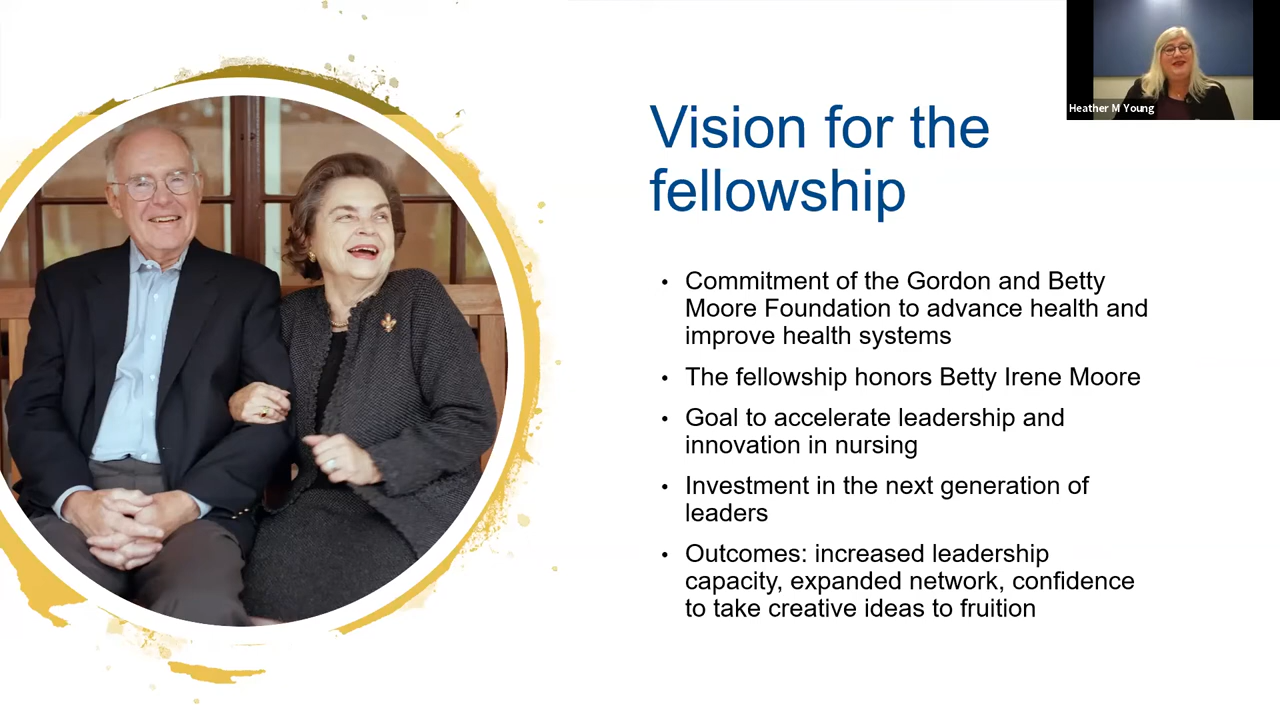 Heather M Young
Vision for the
fellowship
• Commitment of the Gordon and Betty
Moore Foundation to advance health and
improve health systems
• The fellowship honors Betty Irene Moore
• Goal to accelerate leadership and
innovation in nursing
• Investment in the next generation of
leaders
• Outcomes: increased leadership
capacity, expanded network, confidence
to take creative ideas to fruition